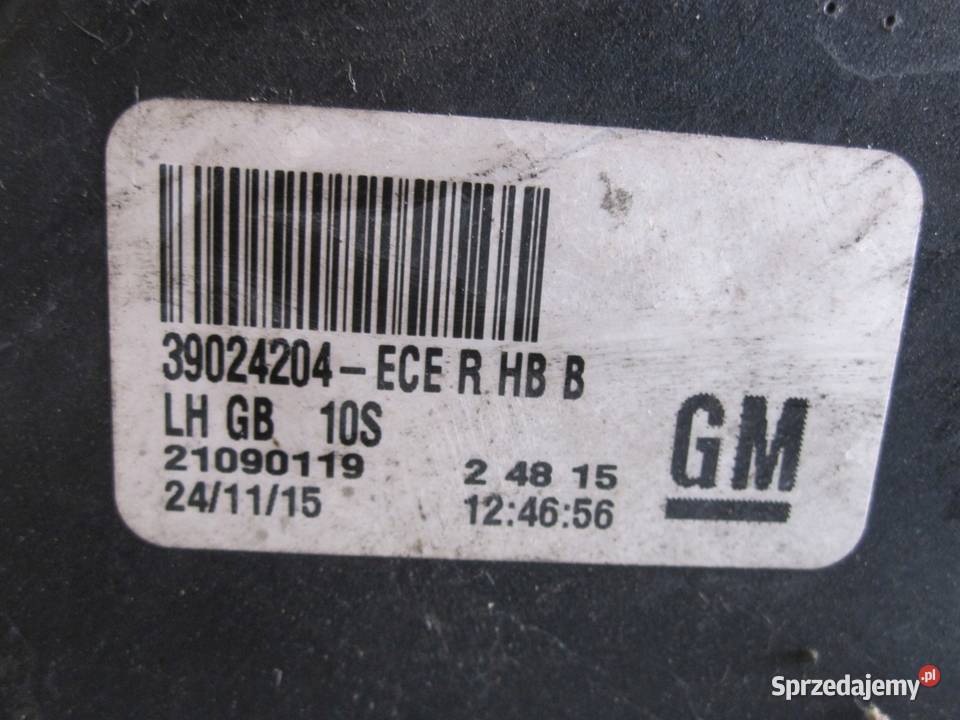 39024204-ECE R HB B
LH GB 10S
21090119 2 48 15
24/11/15 12:46:56
GM
Sprzedajemy.pl